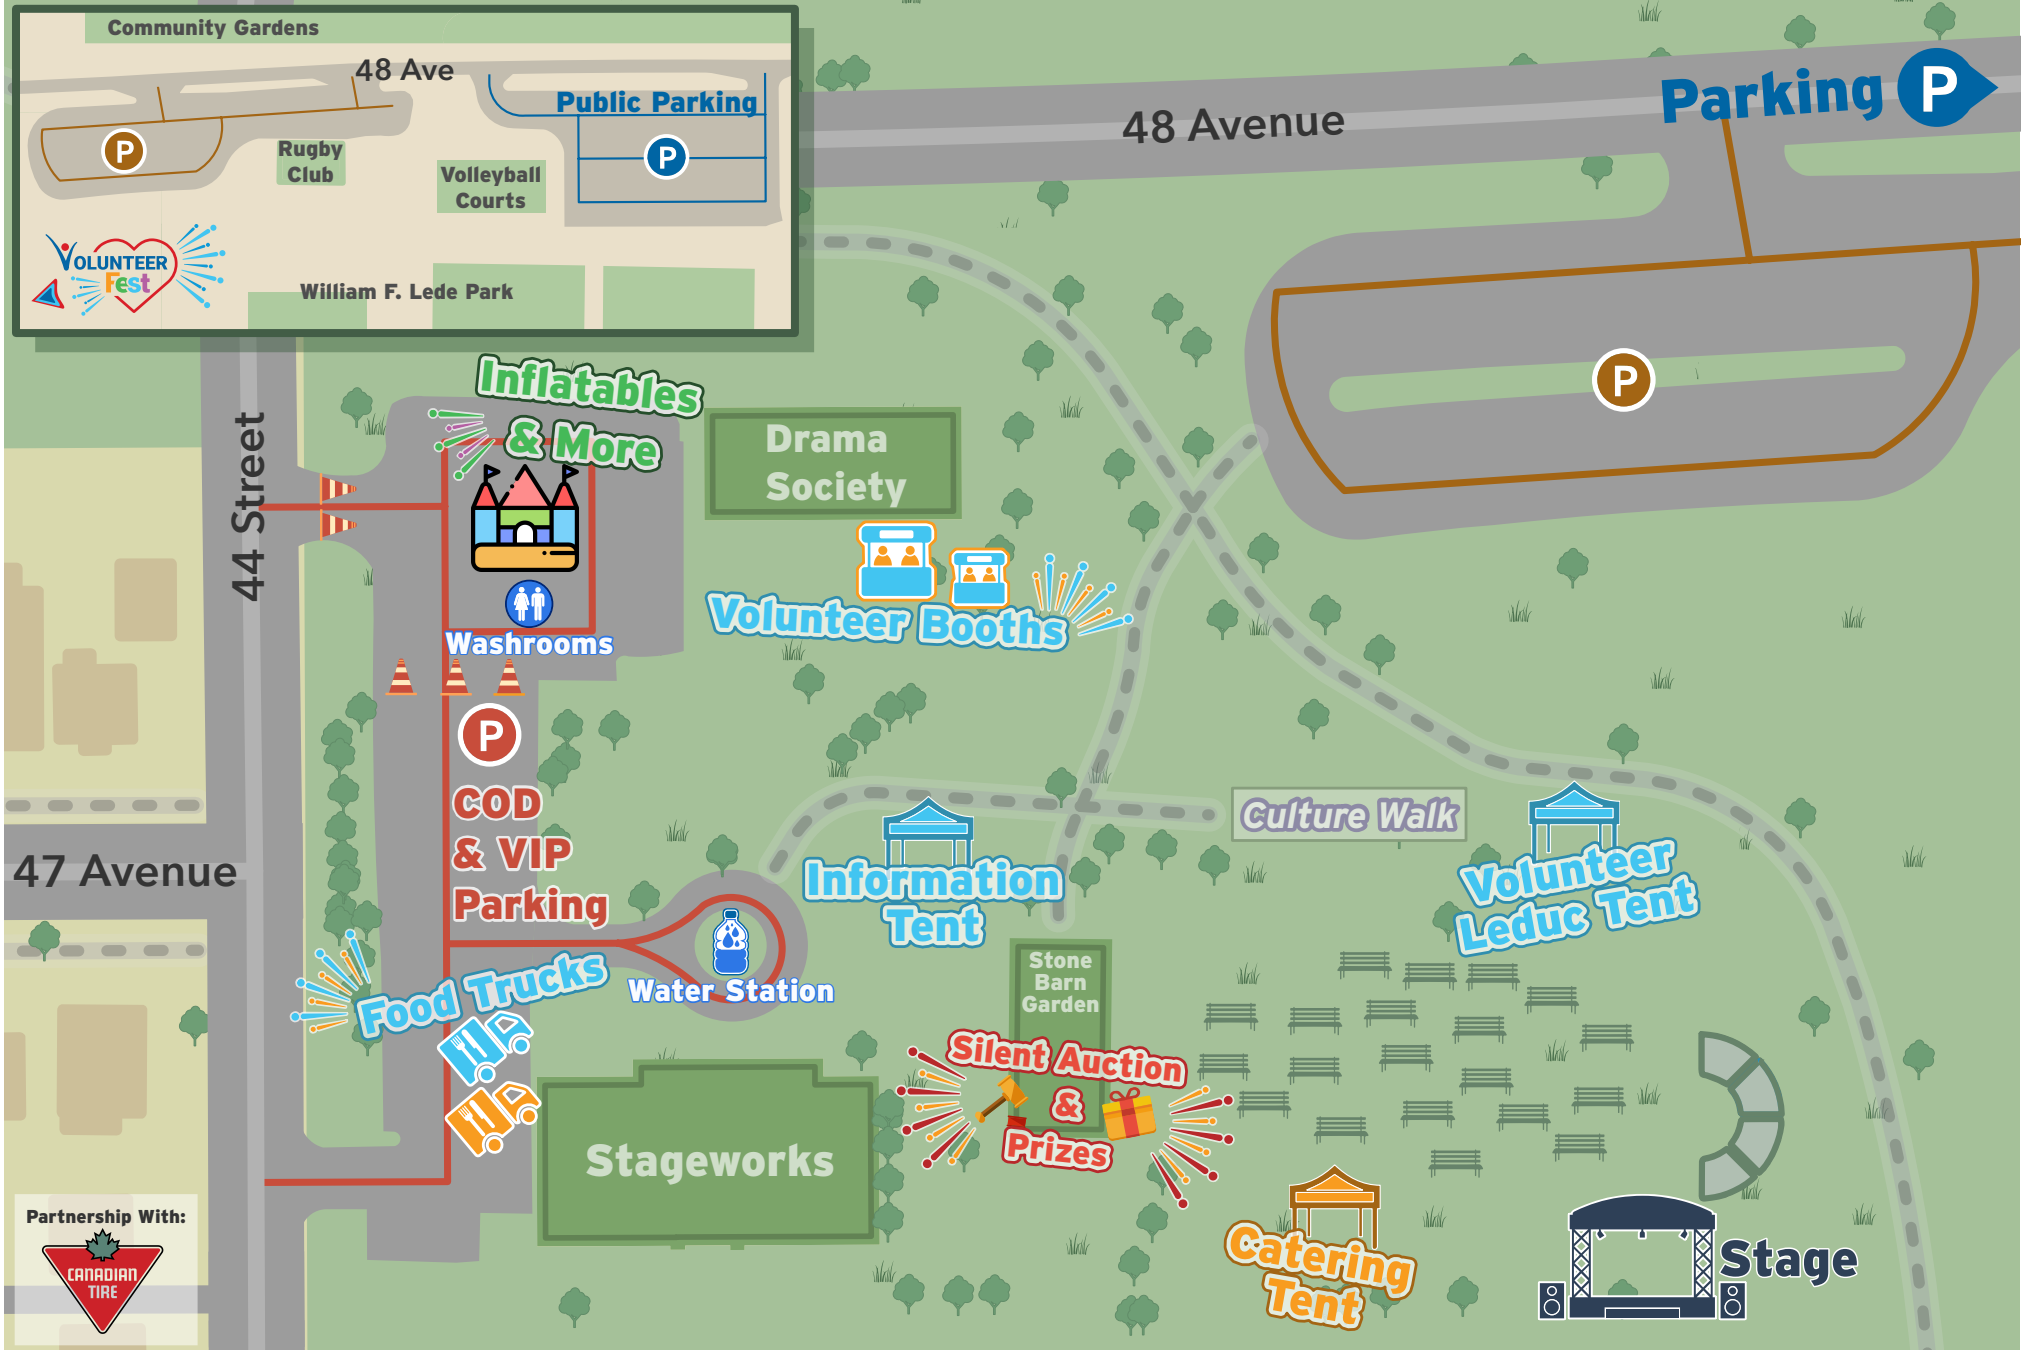 Community Gardens
48 Ave
Public Parking
P
P
Rugby
Club
Volleyball
Courts
VOLUNTEER
Fest
William F. Lede Park
48 Avenue
Parking P
P
44 Street
Inflatables
& More
Drama
Society
Volunteer Booths
Washrooms
P
COD
& VIP
Parking
47 Avenue
Culture Walk
Information
Tent
Volunteer
Leduc Tent
Food Trucks
Water Station
Stone
Barn
Garden
Silent Auction
&
Prizes
Stageworks
Catering
Tent
Stage
Partnership With:
CANADIAN
TIRE